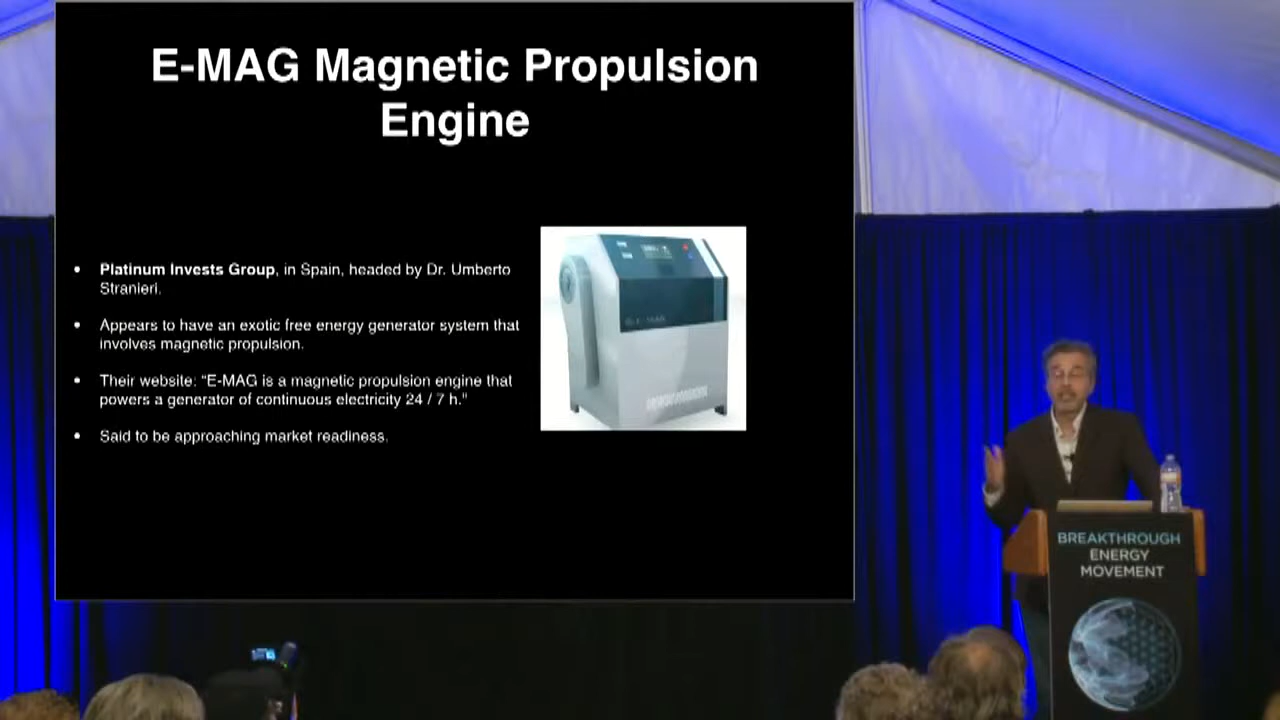 E-MAG Magnetic Propulsion
Engine
• Platinum Invests Group, in Spain, headed by Dr. Umberto
Stranieri.
• Appears to have an exotic free energy generator system that
involves magnetic propulsion.
• Their website: “E-MAG is a magnetic propulsion engine that
powers a generator of continuous electricity 24 / 7 h."
• Said to be approaching market readiness.
BREAKTHROUGH
ENERGY
MOVEMENT